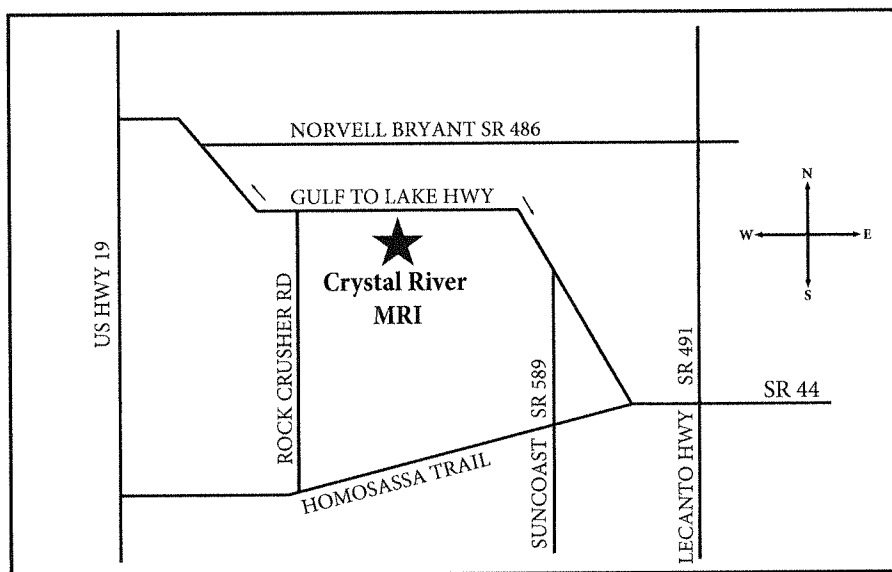 NORVELL BRYANT SR 486
GULF TO LAKE HWY
N
W
E
S
US HWY 19
ROCK CRUSHER RD
Crystal River
MRI
SUNCOAST SR 589
LECANTO HWY SR 491
SR 44
HOMOSASSA TRAIL